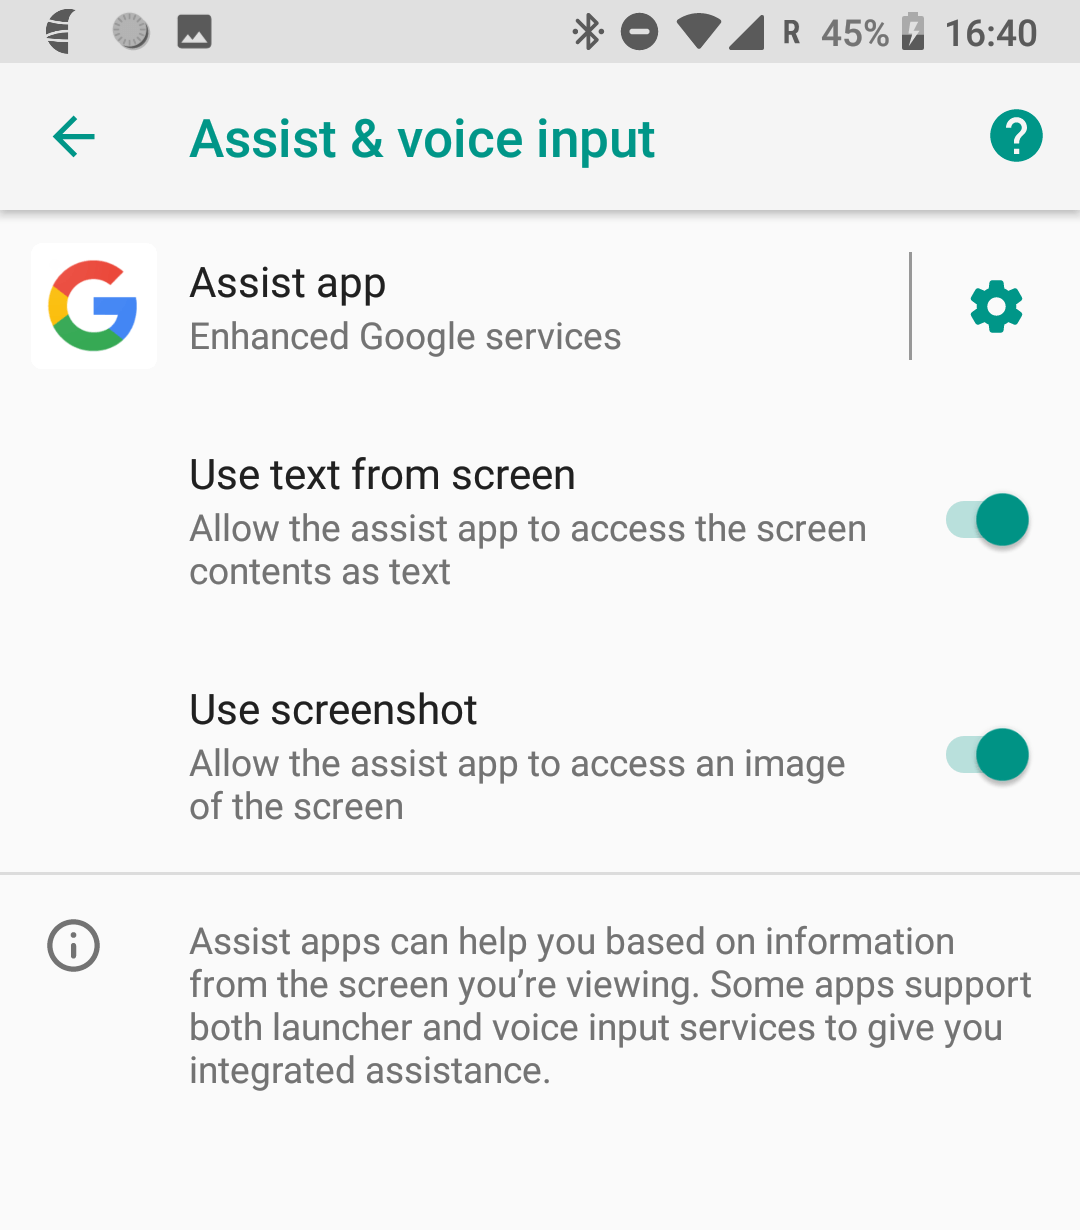 R 45% 16:40
Assist & voice input
Assist app
Enhanced Google services
Use text from screen
Allow the assist app to access the screen
contents as text
Use screenshot
Allow the assist app to access an image
of the screen
Assist apps can help you based on information
from the screen you’re viewing. Some apps support
both launcher and voice input services to give you
integrated assistance.